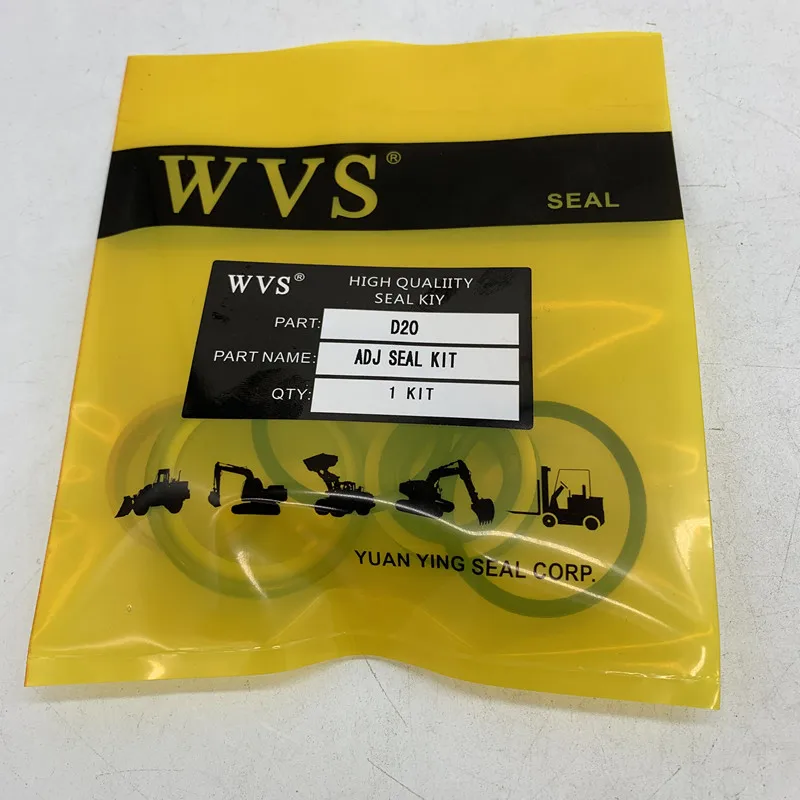 WVS®
SEAL
WVS®
HIGH QUALIITY
SEAL KIY
PART: D20
PART NAME: ADJ SEAL KIT
QTY: 1 KIT
YUAN YING SEAL CORP.